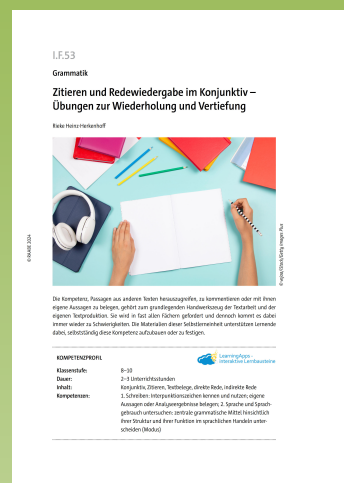 I.F.53
Grammatik
Zitieren und Redewiedergabe im Konjunktiv –
Übungen zur Wiederholung und Vertiefung
Rieke Heinz-Herkenhoff
© RAABE 2024
Die Kompetenz, Passagen aus anderen Texten herauszugreifen, zu kommentieren oder mit ihnen
eigene Aussagen zu belegen, gehört zum grundlegenden Handwerkszeug der Textarbeit und der
eigenen Textproduktion. Sie wird in fast allen Fächern gefordert und dennoch kommt es dabei
immer wieder zu Schwierigkeiten. Die Materialien dieser Selbstlerneinheit unterstützen Lernende
dabei, selbstständig diese Kompetenz aufzubauen oder zu festigen.
KOMPETENZPROFIL
LearningApps -
interaktive Lernbausteine
Klassenstufe: 8–10
Dauer: 2–3 Unterrichtsstunden
Inhalt: Konjunktiv, Zitieren, Textbelege, direkte Rede, indirekte Rede
Kompetenzen: 1. Schreiben: Interpunktionszeichen kennen und nutzen; eigene
Aussagen oder Analyseergebnisse belegen; 2. Sprache und Sprach-
gebrauch untersuchen: zentrale grammatische Mittel hinsichtlich
ihrer Struktur und ihrer Funktion im sprachlichen Handeln unter-
scheiden (Modus)